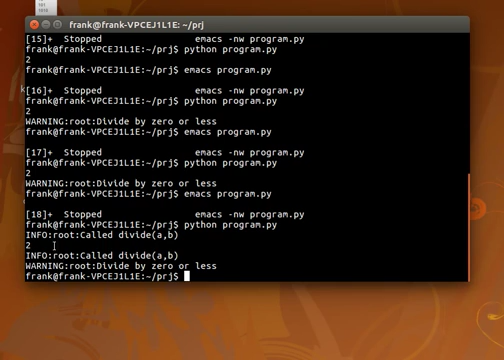 frank@frank-VPCEJ1L1E: ~/prj
[15]+  Stopped                 emacs -nw program.py
frank@frank-VPCEJ1L1E:~/prj$ python program.py
2
frank@frank-VPCEJ1L1E:~/prj$ emacs program.py

[16]+  Stopped                 emacs -nw program.py
frank@frank-VPCEJ1L1E:~/prj$ python program.py
2
WARNING:root:Divide by zero or less
frank@frank-VPCEJ1L1E:~/prj$ emacs program.py

[17]+  Stopped                 emacs -nw program.py
frank@frank-VPCEJ1L1E:~/prj$ python program.py
2
WARNING:root:Divide by zero or less
frank@frank-VPCEJ1L1E:~/prj$ emacs program.py

[18]+  Stopped                 emacs -nw program.py
frank@frank-VPCEJ1L1E:~/prj$ python program.py
INFO:root:Called divide(a,b)
2
INFO:root:Called divide(a,b)
WARNING:root:Divide by zero or less
frank@frank-VPCEJ1L1E:~/prj$